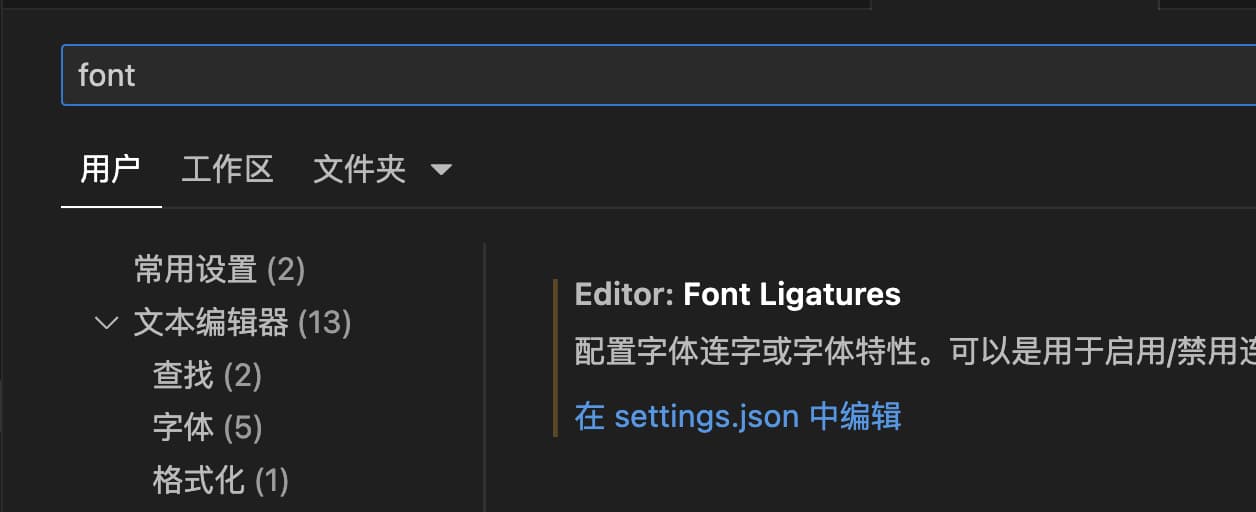 font
用户 工作区 文件夹
常用设置 (2)
文本编辑器 (13)
查找 (2)
字体 (5)
格式化 (1)
Editor: Font Ligatures
配置字体连字或字体特性。可以是用于启用/禁用
在 settings.json 中编辑